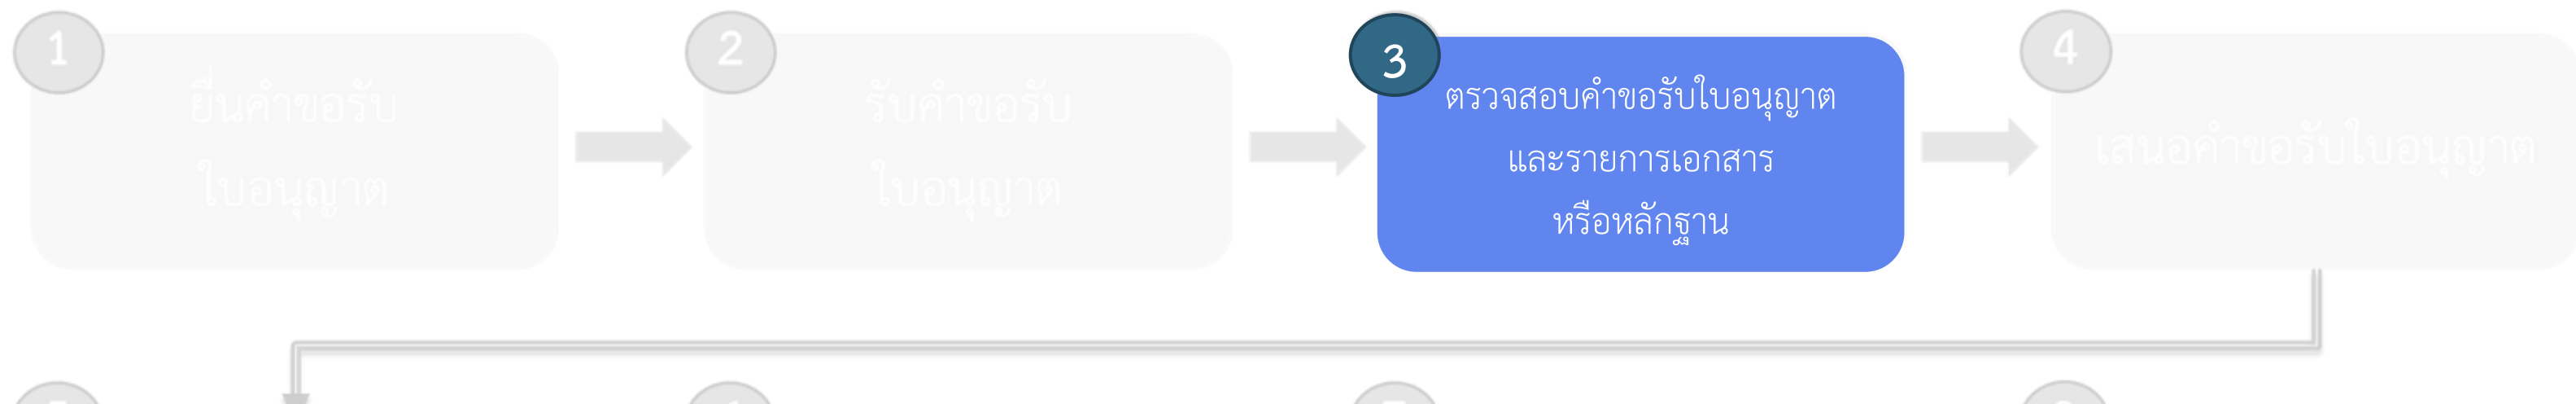 1
ยื่นคำขอรับ
ใบอนุญาต
2
รับคำขอรับ
ใบอนุญาต
3
ตรวจสอบคำขอรับใบอนุญาต
และรายการเอกสาร
หรือหลักฐาน
4
เสนอคำขอรับใบอนุญาต